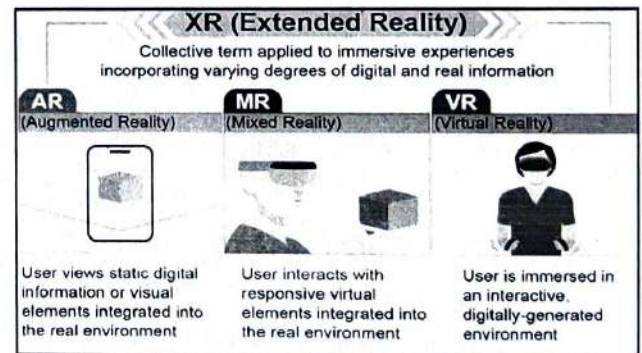 XR (Extended Reality)
Collective term applied to immersive experiences
incorporating varying degrees of digital and real information
AR
(Augmented Reality)
User views static digital
information or visual
elements integrated into
the real environment
MR
(Mixed Reality)
User interacts with
responsive virtual
elements integrated into
the real environment
VR
(Virtual Reality)
User is immersed in
an interactive,
digitally-generated
environment